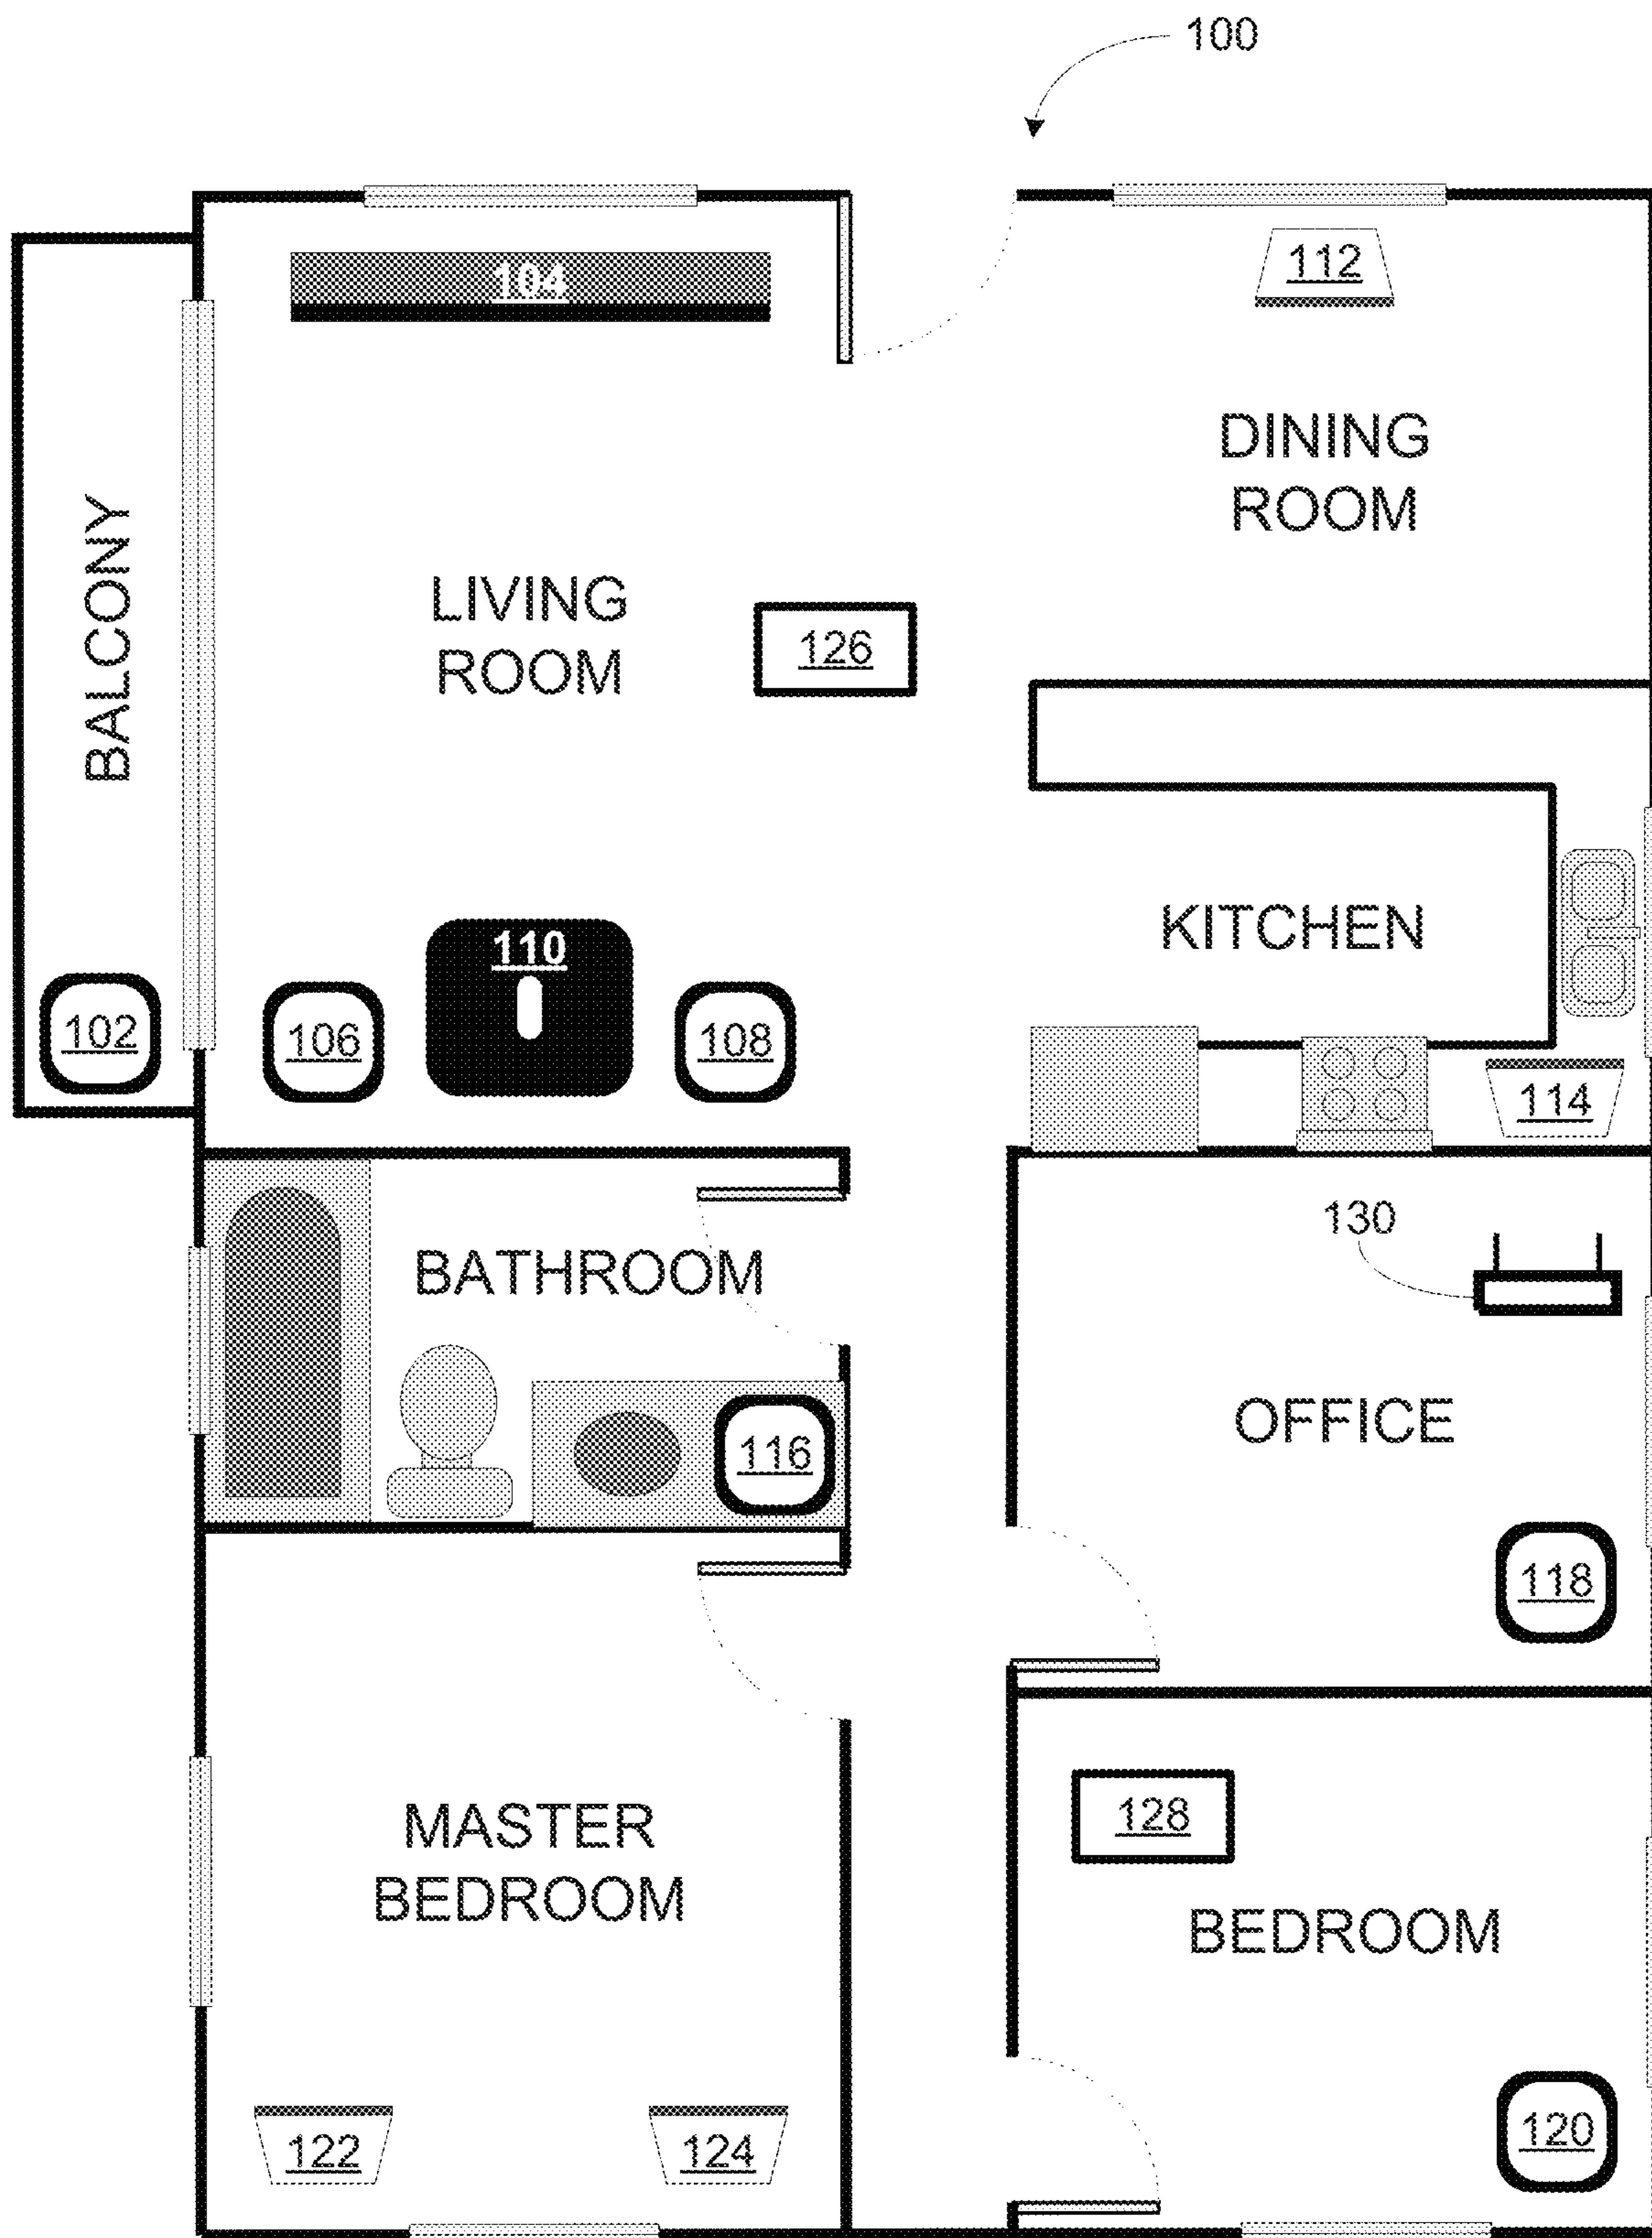 100
104
112
DINING
ROOM
BALCONY
LIVING
ROOM
126
KITCHEN
110
102
106
108
114
130
BATHROOM
OFFICE
116
118
128
MASTER
BEDROOM
BEDROOM
122
124
120